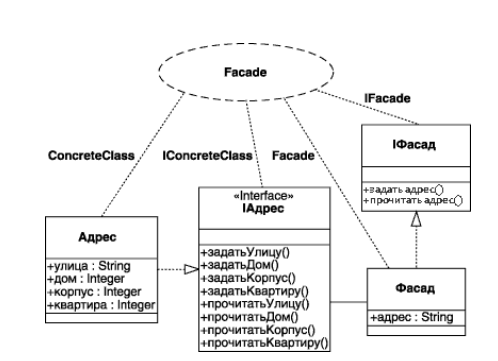 Facade
IFacade
ConcreteClass
IConcreteClass
Facade
IФасад
+задать адрес()
+прочитать адрес()
«Interface»
IАдрес
+задатьУлицу()
+задатьДом()
+задатьКорпус()
+задатьКвартиру()
+прочитатьУлицу()
+прочитатьДом()
+прочитатьКорпус()
+прочитатьКвартиру()
Адрес
+улица : String
+дом : Integer
+корпус : Integer
+квартира : Integer
Фасад
+адрес : String